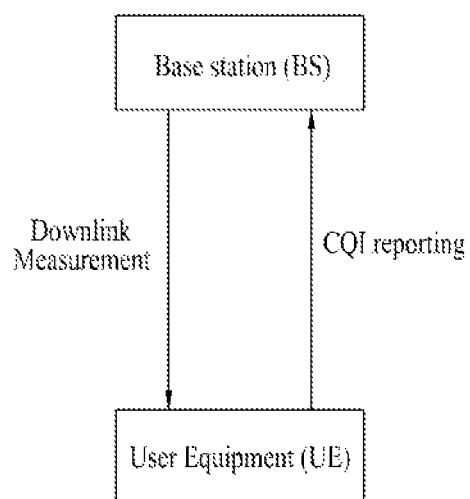 Base station (BS)
Downlink
Measurement
CQI reporting
User Equipment (UE)